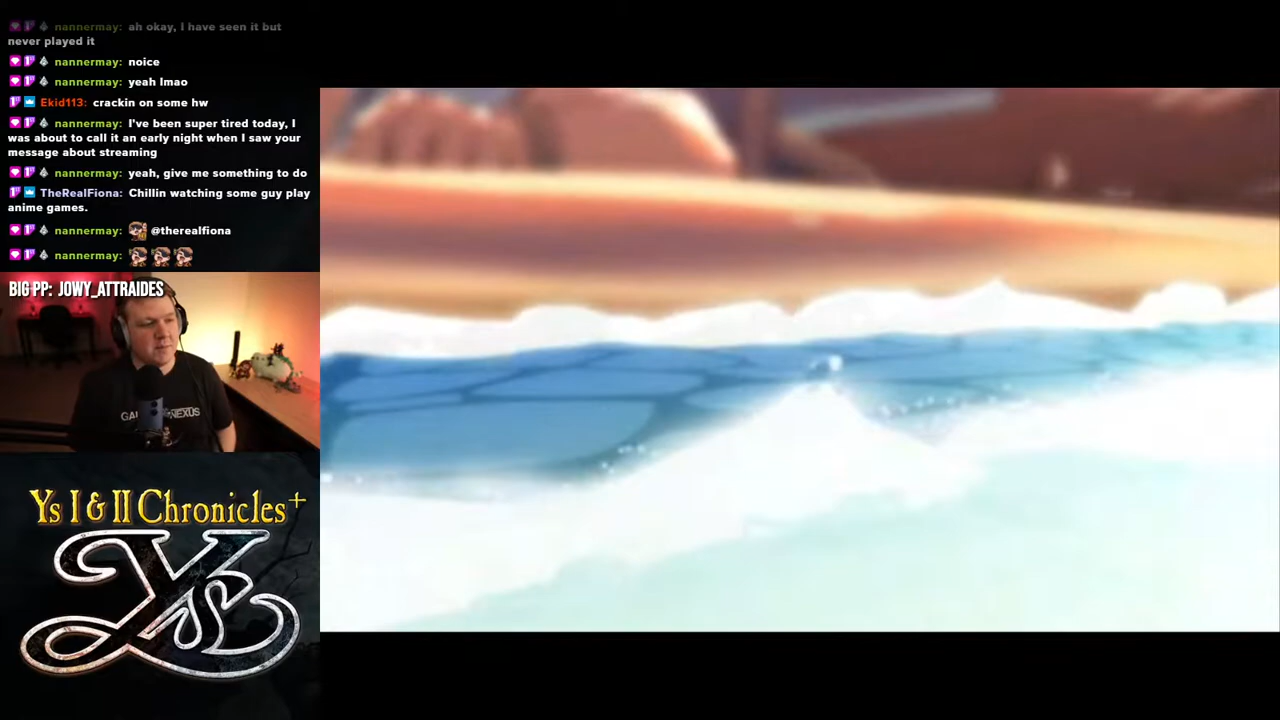 nannermay: ah okay, I have seen it but
never played it
nannermay: noice
nannermay: yeah lmao
Ekid113: crackin on some hw
nannermay: I've been super tired today, I
was about to call it an early night when I saw your
message about streaming
nannermay: yeah, give me something to do
TheRealFiona: Chillin watching some guy play
anime games.
nannermay: @therealfiona
nannermay:
BIG PP: JOWY_ATTRAIDES
Ys I & II Chronicles+
Ys